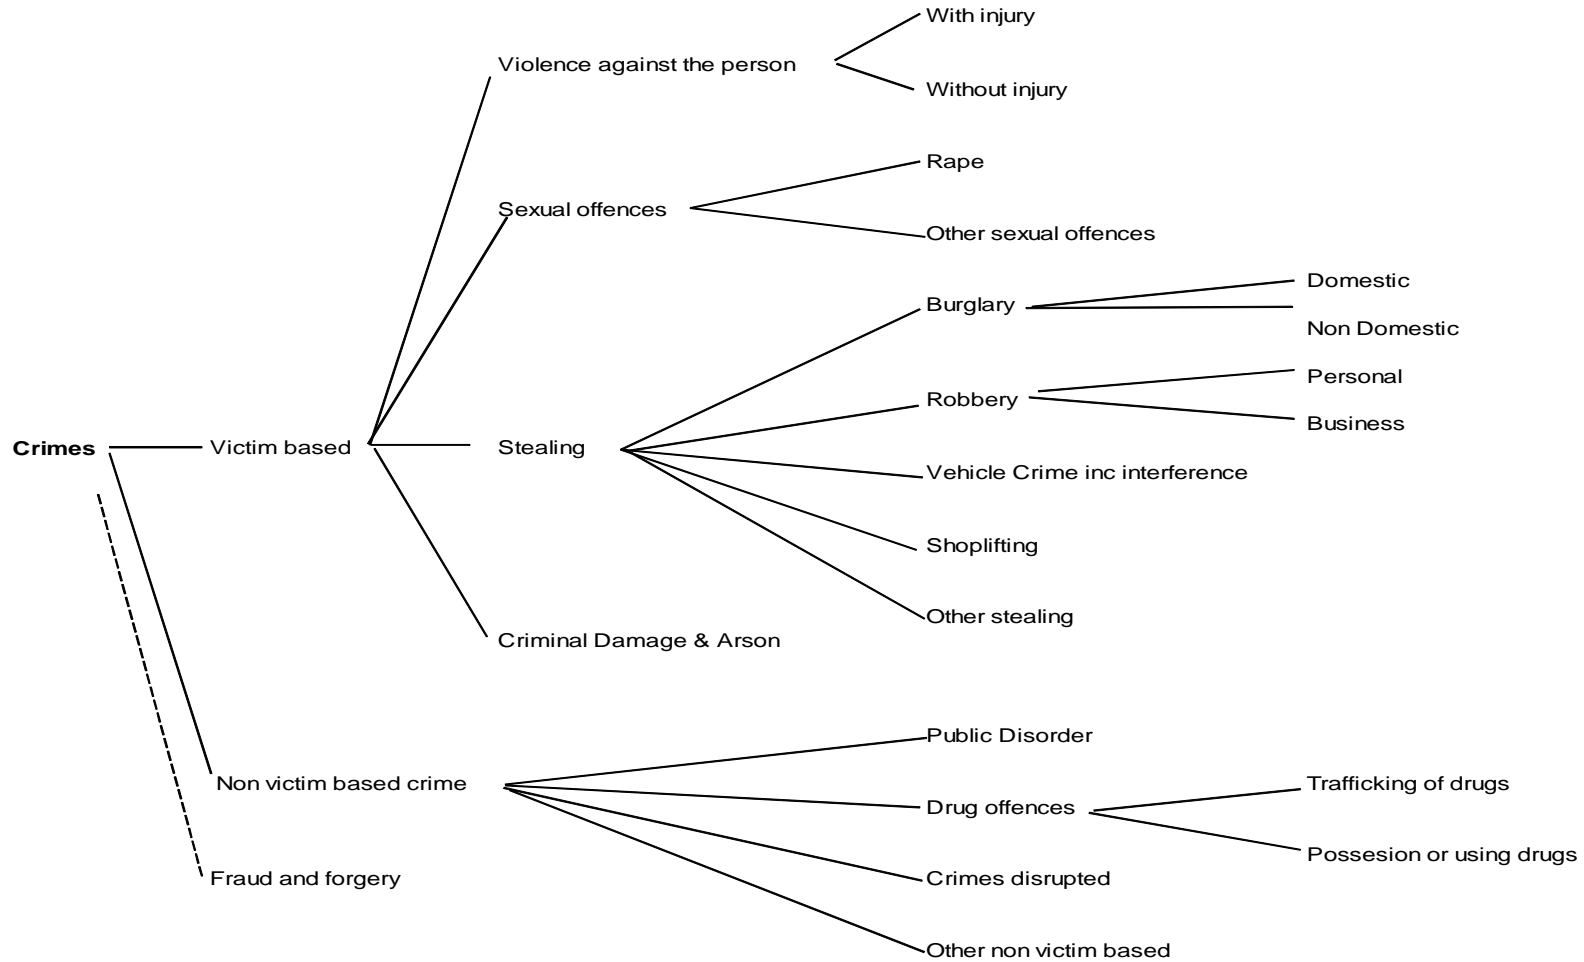 With injury
Violence against the person
Without injury
Rape
Sexual offences
Other sexual offences
Domestic
Burglary
Non Domestic
Personal
Robbery
Business
Crimes
Victim based
Stealing
Vehicle Crime inc interference
Shoplifting
Other stealing
Criminal Damage & Arson
Public Disorder
Non victim based crime
Trafficking of drugs
Drug offences
Possesion or using drugs
Fraud and forgery
Crimes disrupted
Other non victim based